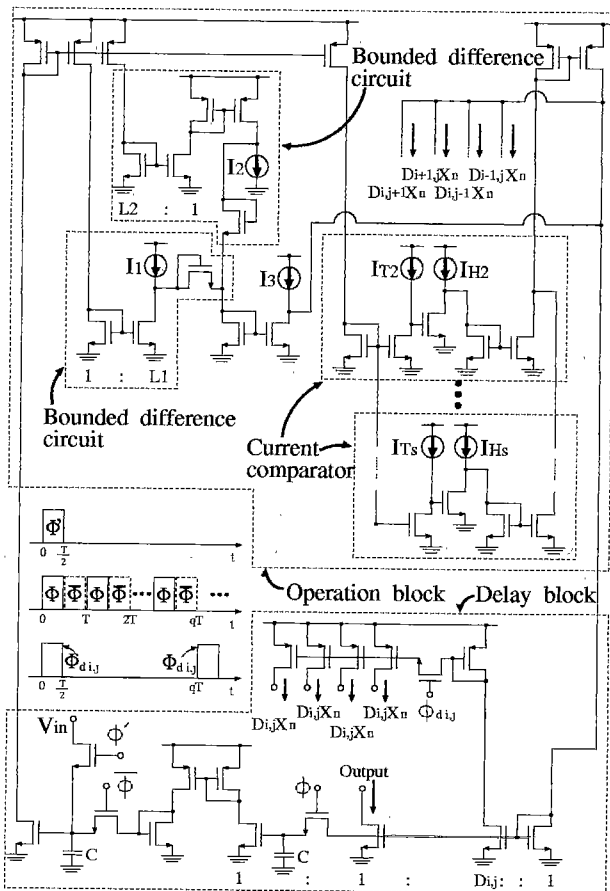 Bounded difference
circuit
I2
L2 : 1
Di+1,jXn Di-1,jXn
Di,j+1Xn Di,j-1Xn
I1
I3
IT2
IH2
1 : L1
Bounded difference
circuit
Current
comparator
ITs
IHs
Φ'
0 T/2 t
Operation block
Delay block
Φ Φ̅ Φ Φ̅ ••• Φ Φ̅ •••
0 T 2T qT t
Φdi,j
Φdi,j
0 T/2 qT t
Di,jXn Di,jXn
Di,jXn Di,jXn
Φdi,j
Vin
Φ'
Φ̅
Φ
Output
C
C
1 : 1 : Di,j : 1